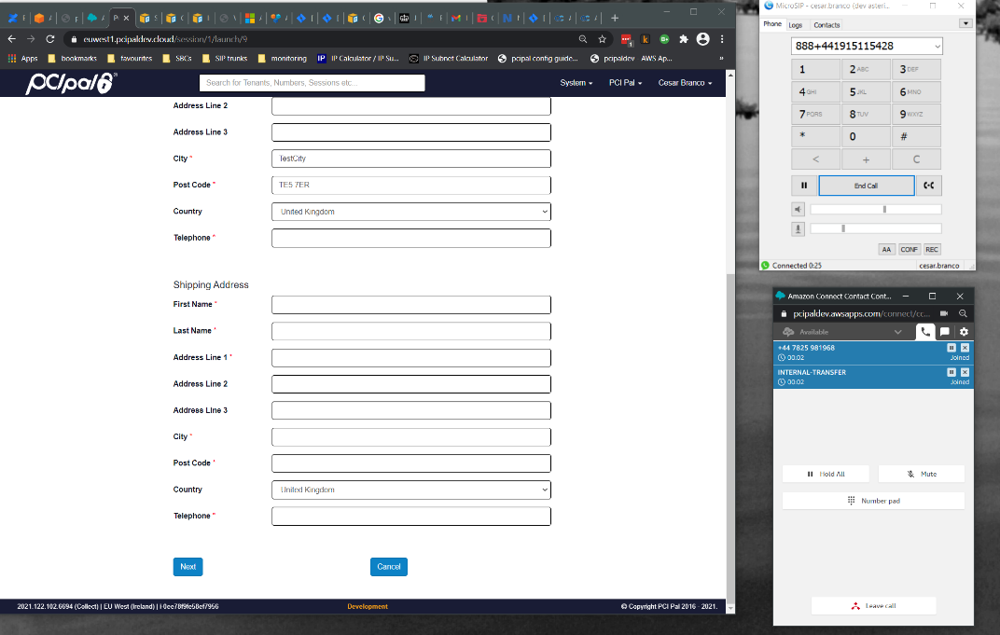 euwest1.pcipaldev.cloud/session/1/launch/9
Apps bookmarks favourites SBCs SIP trunks monitoring IP IP Calculator / IP Su... IP Subnet Calculator pcipal config guide... pcipaldev AWS Ap... »
PCIpal Search for Tenants, Numbers, Sessions etc... System PCI Pal Cesar Branco
Address Line 2
Address Line 3
City * TestCity
Post Code * TE5 7ER
Country United Kingdom
Telephone *
Shipping Address
First Name *
Last Name *
Address Line 1 *
Address Line 2
Address Line 3
City *
Post Code *
Country United Kingdom
Telephone *
Next Cancel
2021.122.102.6694 (Collect) | EU West (Ireland) | i-0ee78f9fe58ef7956 Development © Copyright PCI Pal 2016 - 2021.
MicroSIP - cesar.branco (dev asteri...
Phone Logs Contacts
888+441915115428
1 2 ABC 3 DEF
4 GHI 5 JKL 6 MNO
7 PQRS 8 TUV 9 WXYZ
* 0 #
< + C
End Call
AA CONF REC
Connected 0:25 cesar.branco
Amazon Connect Contact Cont...
pcipaldev.awsapps.com/connect/cc...
Available
+44 7825 981968
00:02 Joined
INTERNAL-TRANSFER
00:02 Joined
Hold All Mute
Number pad
Leave call